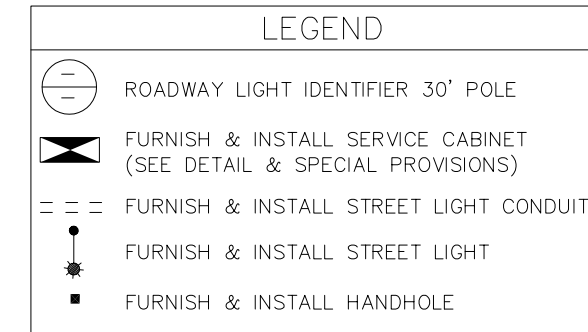 LEGEND
ROADWAY LIGHT IDENTIFIER 30' POLE
FURNISH & INSTALL SERVICE CABINET
(SEE DETAIL & SPECIAL PROVISIONS)
FURNISH & INSTALL STREET LIGHT CONDUIT
FURNISH & INSTALL STREET LIGHT
FURNISH & INSTALL HANDHOLE